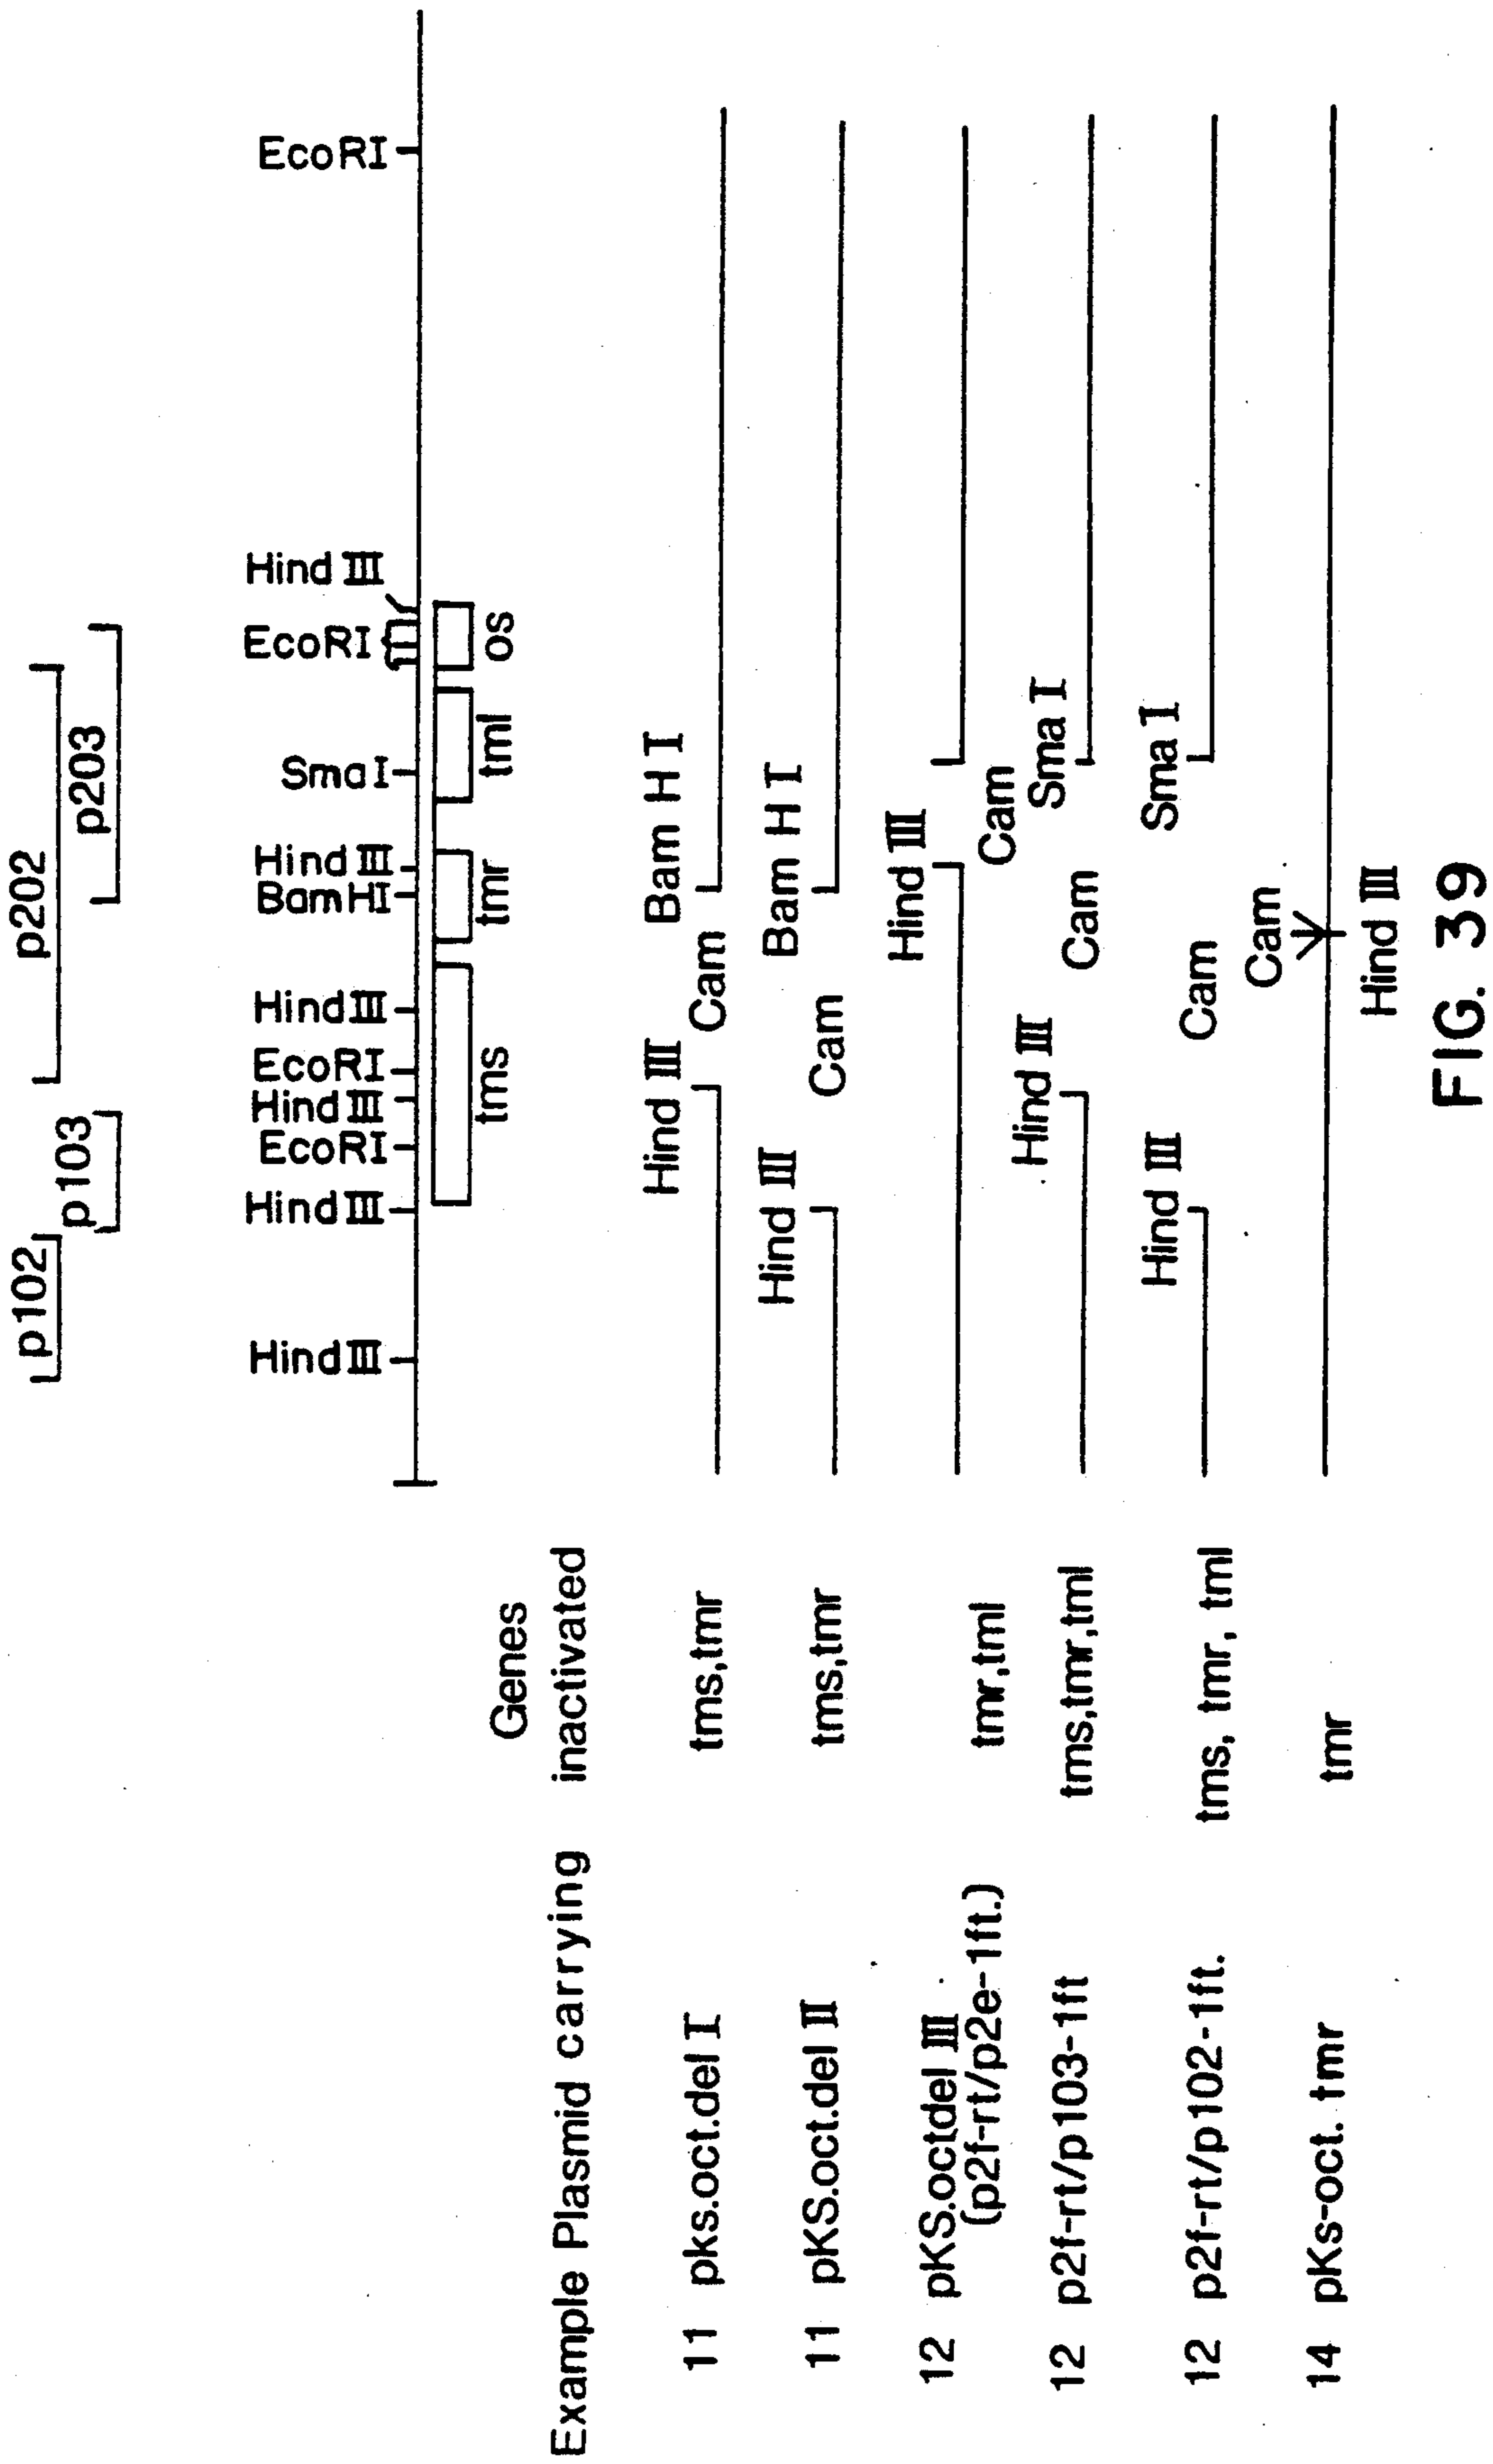 p102
p202
p103
p203
Hind III
Hind III
EcoRI
Hind III
EcoRI
Hind III
BamHI
Hind III
SmaI
EcoRI
Hind III
EcoRI
tms
tmr
tml
os
Genes
Example Plasmid carrying inactivated
11 pks.oct.del I tms,tmr Hind III Cam Bam H I
11 pKS.oct.del II tms,tmr Hind III Cam Bam H I
12 pKS.octdel III
(p2f-rt/p2e-1ft.) tmr,tml Hind III Cam
12 p2f-rt/p103-1ft tms,tmr,tml Hind III Cam Sma I
12 p2f-rt/p102-1ft. tms, tmr, tml Hind III Cam Sma I
14 pKs-oct. tmr tmr Cam
Hind III
FIG. 39